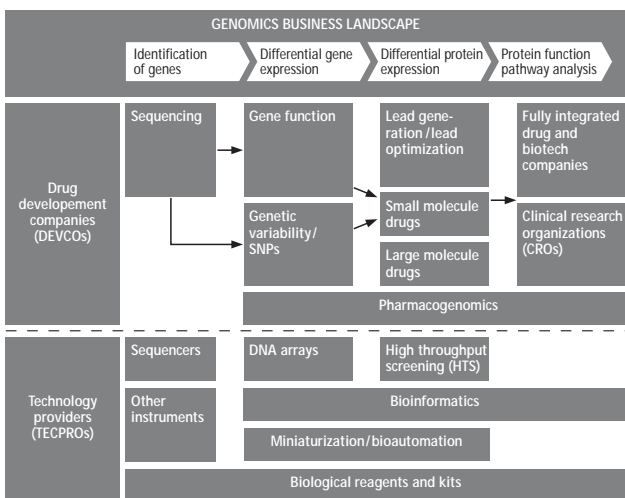 GENOMICS BUSINESS LANDSCAPE
Identification
of genes
Differential gene
expression
Differential protein
expression
Protein function
pathway analysis
Drug
developement
companies
(DEVCOs)
Sequencing
Gene function
Lead gene-
ration/lead
optimization
Fully integrated
drug and
biotech
companies
Genetic
variability/
SNPs
Small molecule
drugs
Large molecule
drugs
Clinical research
organizations
(CROs)
Pharmacogenomics
Technology
providers
(TECPROs)
Sequencers
DNA arrays
High throughput
screening (HTS)
Other
instruments
Bioinformatics
Miniaturization/bioautomation
Biological reagents and kits